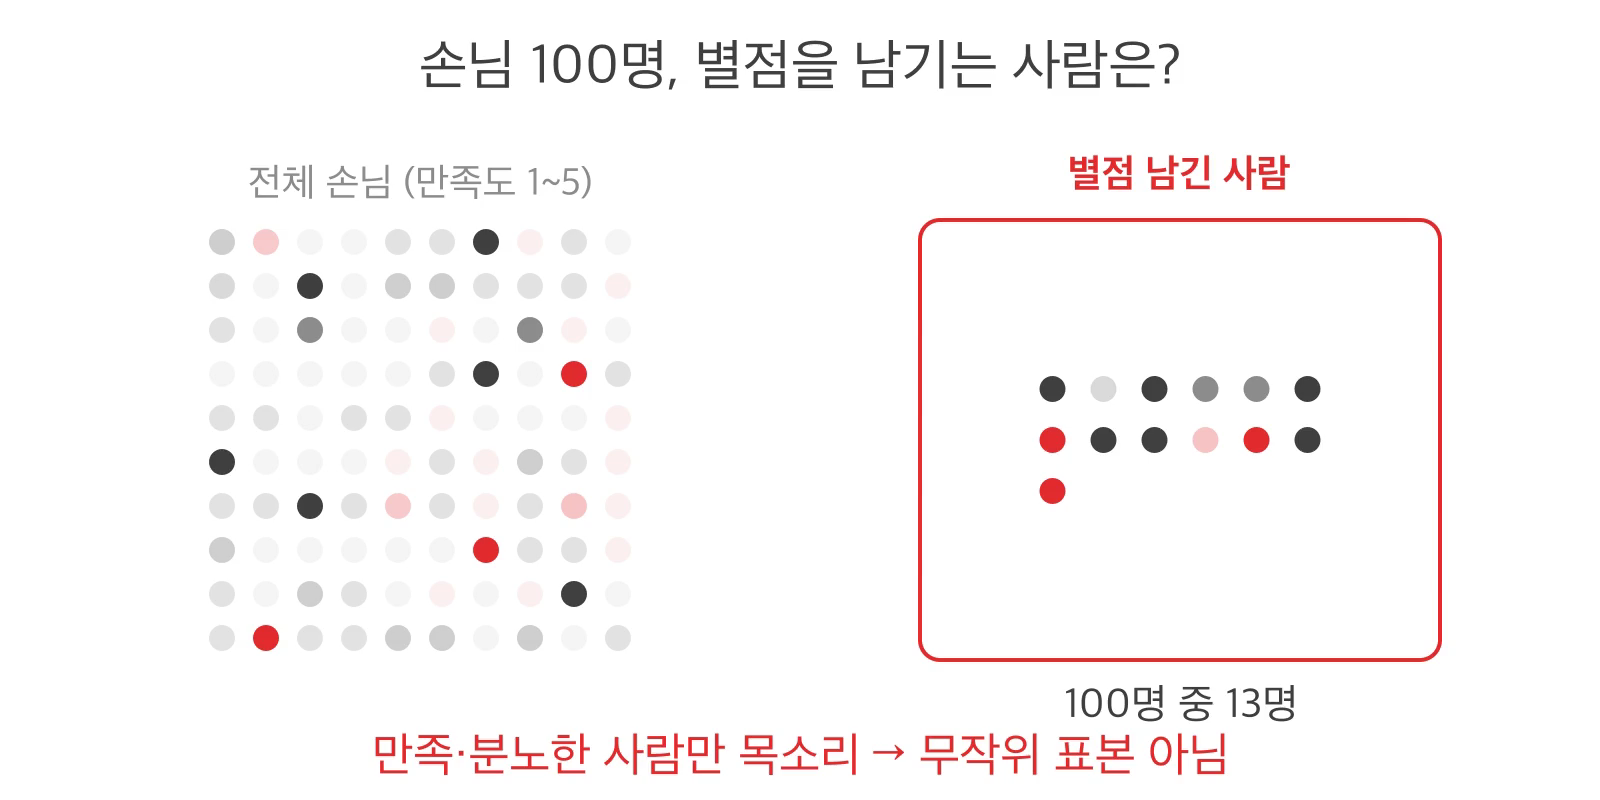 손님 100명, 별점을 남기는 사람은?
전체 손님 (만족도 1~5)
별점 남긴 사람
100명 중 13명
만족·분노한 사람만 목소리 → 무작위 표본 아님